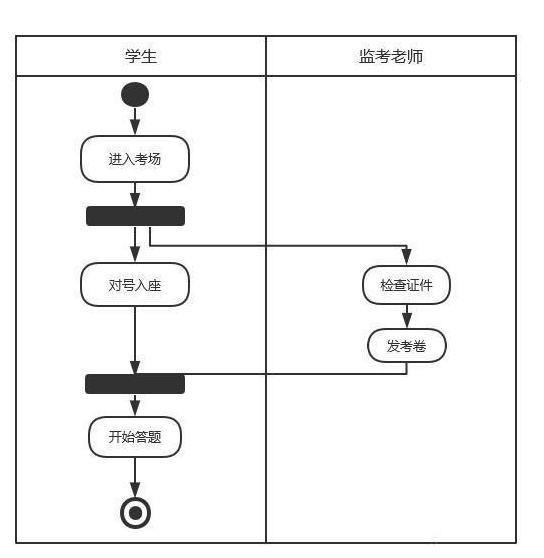 学生
监考老师
进入考场
对号入座
检查证件
发考卷
开始答题